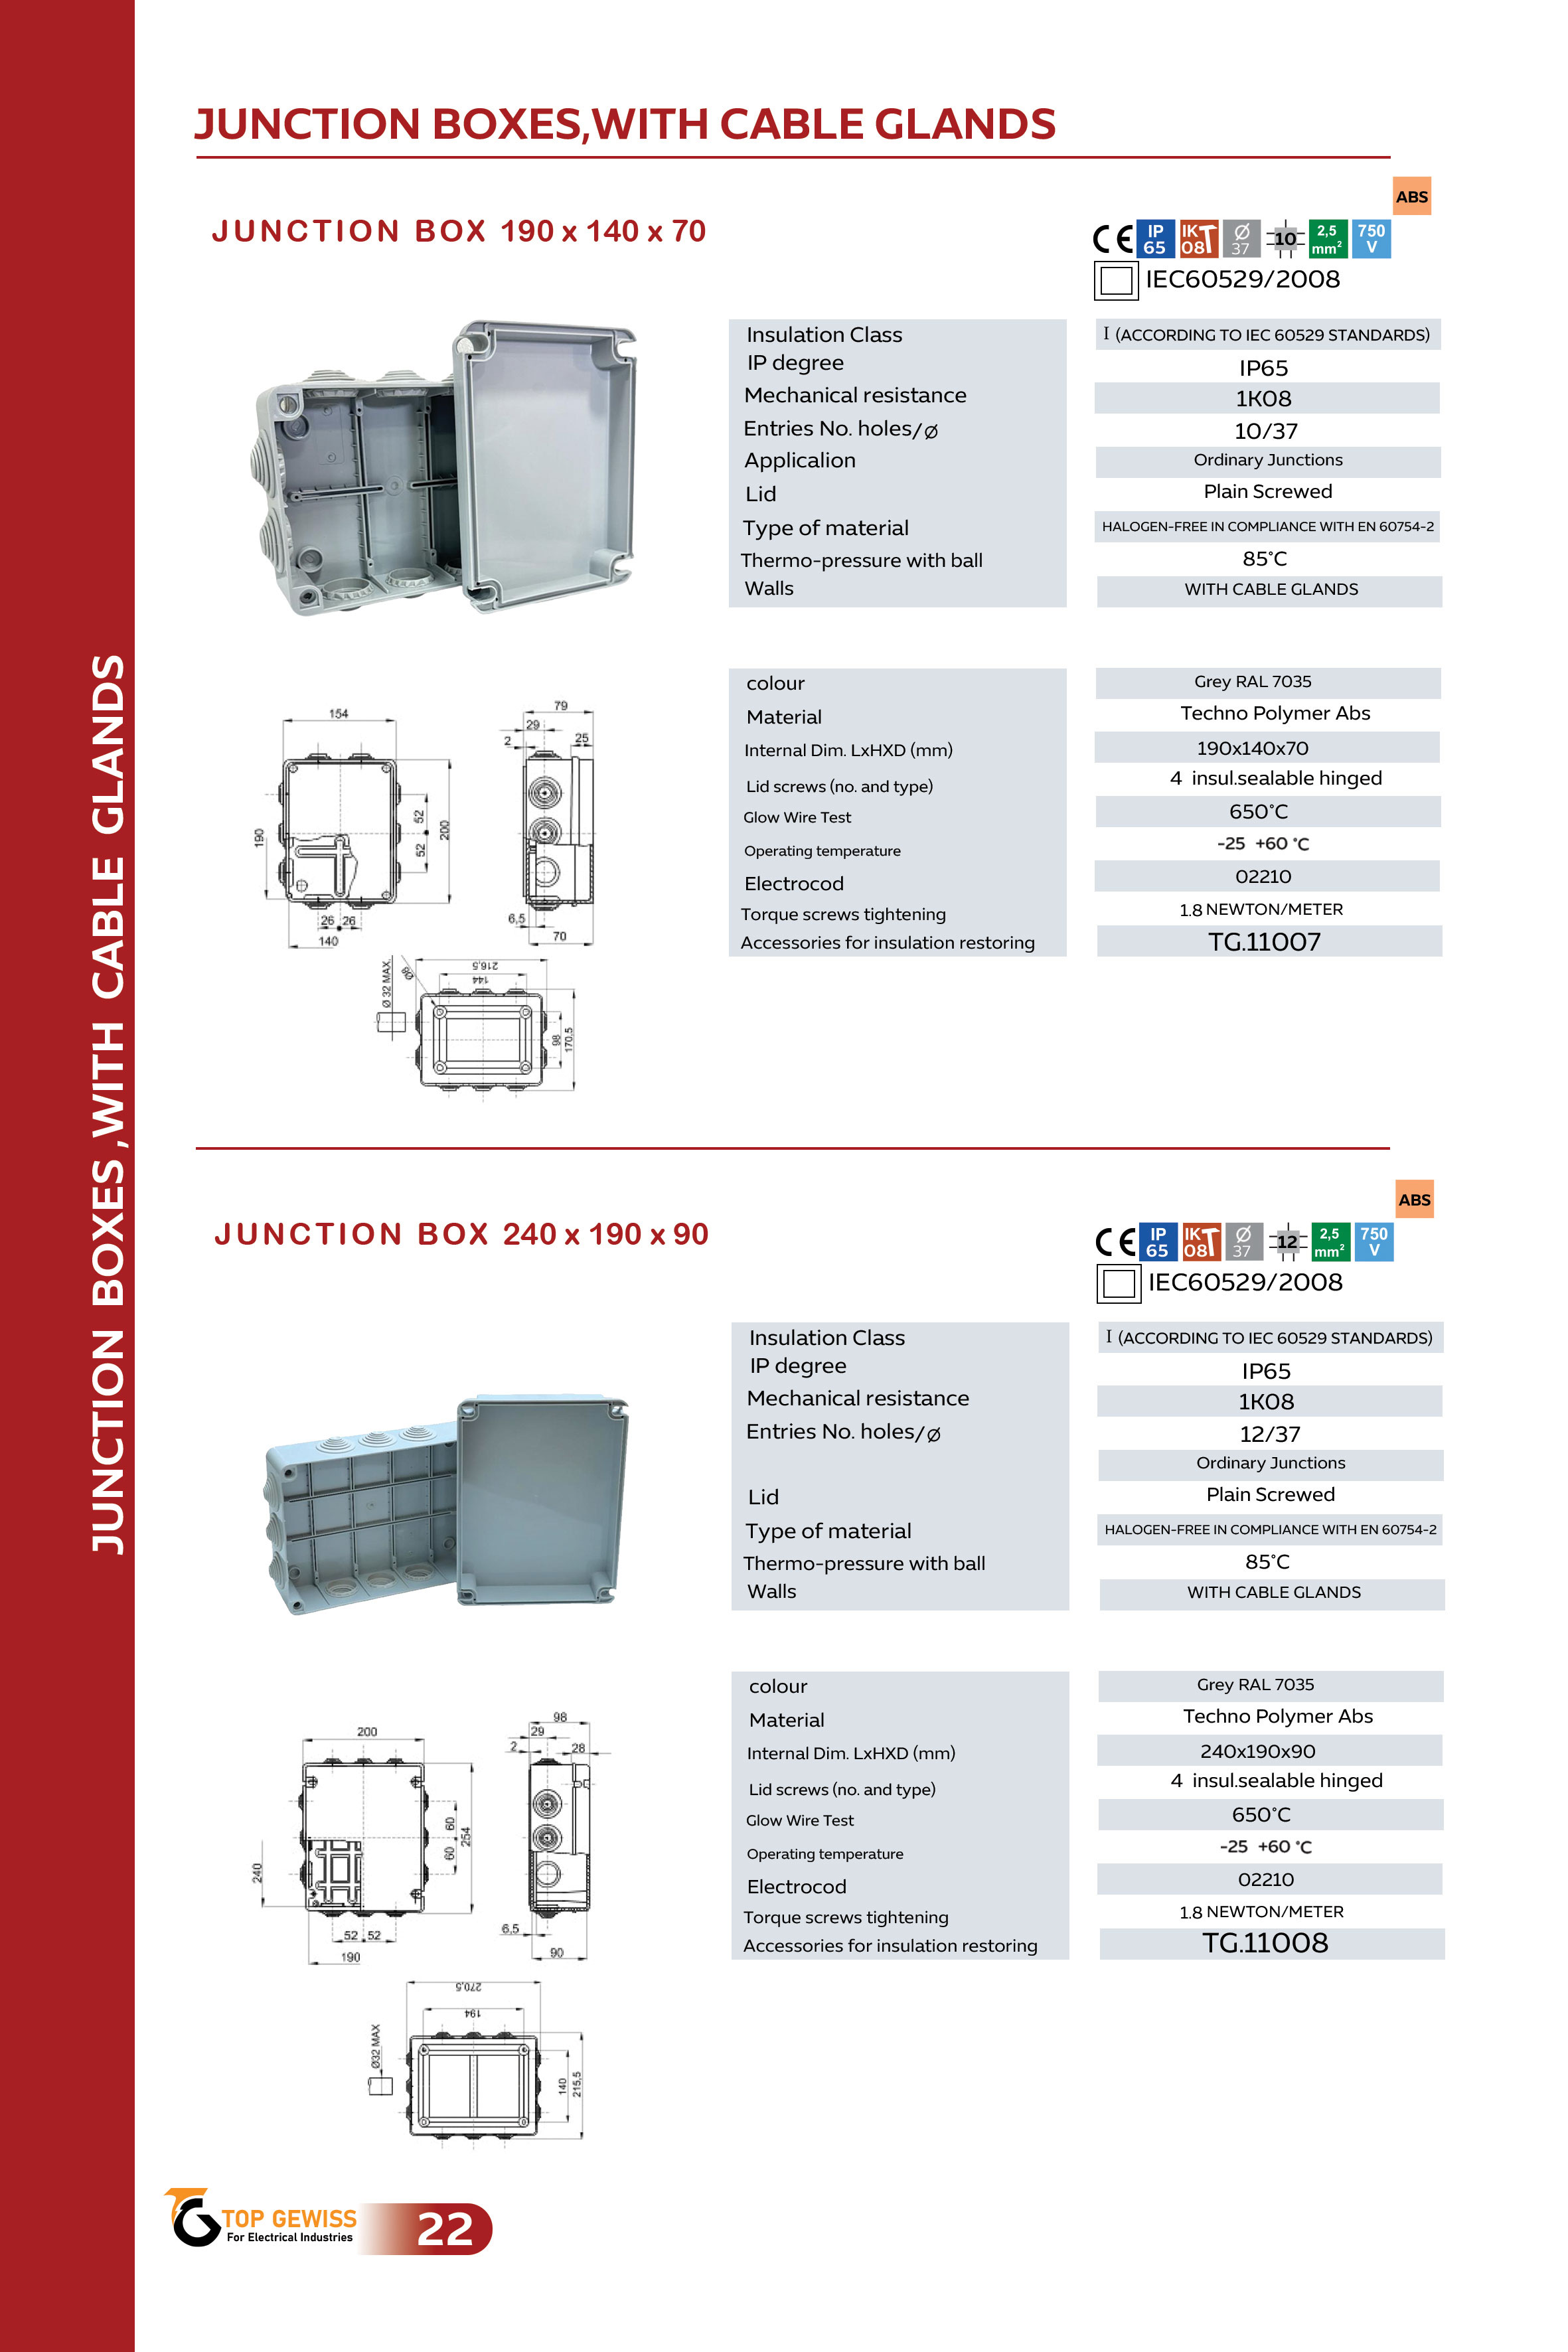 JUNCTION BOXES,WITH CABLE GLANDS
JUNCTION BOXES ,WITH CABLE GLANDS
ABS
JUNCTION BOX 190 x 140 x 70
CE IP 65 IK 08 Ø 37 10 2,5 mm² 750 V
IEC60529/2008
Insulation Class I (ACCORDING TO IEC 60529 STANDARDS)
IP degree IP65
Mechanical resistance 1K08
Entries No. holes/Ø 10/37
Applicalion Ordinary Junctions
Lid Plain Screwed
Type of material HALOGEN-FREE IN COMPLIANCE WITH EN 60754-2
Thermo-pressure with ball 85°C
Walls WITH CABLE GLANDS
colour Grey RAL 7035
Material Techno Polymer Abs
Internal Dim. LxHXD (mm) 190x140x70
Lid screws (no. and type) 4 insul.sealable hinged
Glow Wire Test 650°C
Operating temperature -25 +60 °C
Electrocod 02210
Torque screws tightening 1.8 NEWTON/METER
Accessories for insulation restoring TG.11007
154
190
52
52
200
26 26
140
79
29
2
25
6,5
70
Ø 32 MAX.
Ø8
216,5
144
98
170,5
ABS
JUNCTION BOX 240 x 190 x 90
CE IP 65 IK 08 Ø 37 12 2,5 mm² 750 V
IEC60529/2008
Insulation Class I (ACCORDING TO IEC 60529 STANDARDS)
IP degree IP65
Mechanical resistance 1K08
Entries No. holes/Ø 12/37
Ordinary Junctions
Lid Plain Screwed
Type of material HALOGEN-FREE IN COMPLIANCE WITH EN 60754-2
Thermo-pressure with ball 85°C
Walls WITH CABLE GLANDS
colour Grey RAL 7035
Material Techno Polymer Abs
Internal Dim. LxHXD (mm) 240x190x90
Lid screws (no. and type) 4 insul.sealable hinged
Glow Wire Test 650°C
Operating temperature -25 +60 °C
Electrocod 02210
Torque screws tightening 1.8 NEWTON/METER
Accessories for insulation restoring TG.11008
200
240
60
60
254
52 52
190
98
29
2
28
6,5
90
Ø32 MAX
270,5
194
140
215,5
TOP GEWISS
For Electrical Industries
22